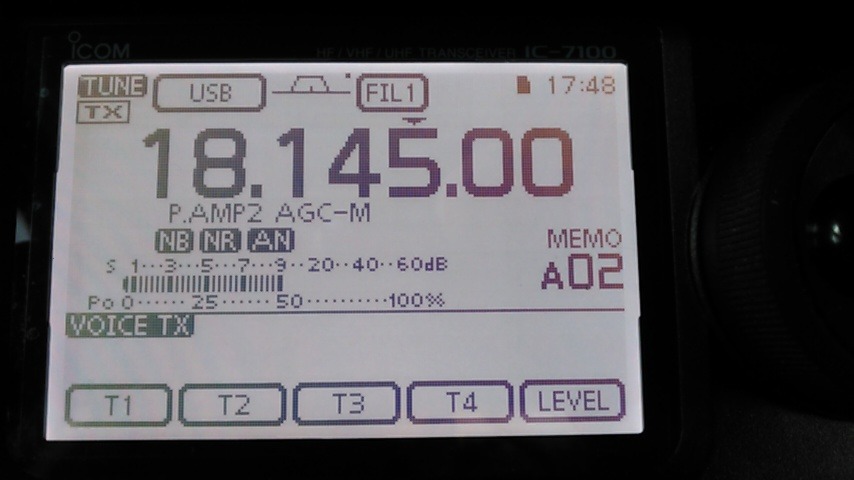 ICOM HF/VHF/UHF TRANSCEIVER IC-7100
TUNE USB FIL1 17:48
TX
18.145.00
P.AMP2 AGC-M
NB NR AN MEMO
S 1···3···5···7···9··20··40··60dB A02
Po 0······25······50··········100%
VOICE TX
T1 T2 T3 T4 LEVEL